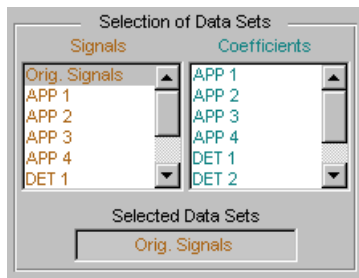 Selection of Data Sets
Signals
Coefficients
Orig. Signals
APP 1
APP 2
APP 3
APP 4
DET 1
APP 1
APP 2
APP 3
APP 4
DET 1
DET 2
Selected Data Sets
Orig. Signals